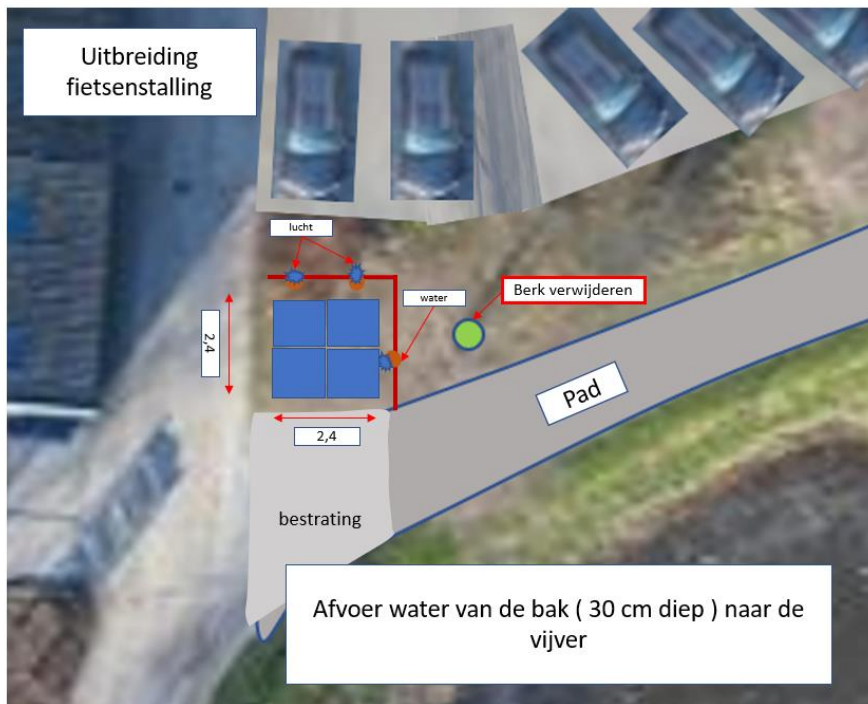 Uitbreiding
fietsenstalling
lucht
water
Berk verwijderen
2,4
2,4
Pad
bestrating
Afvoer water van de bak ( 30 cm diep ) naar de
vijver